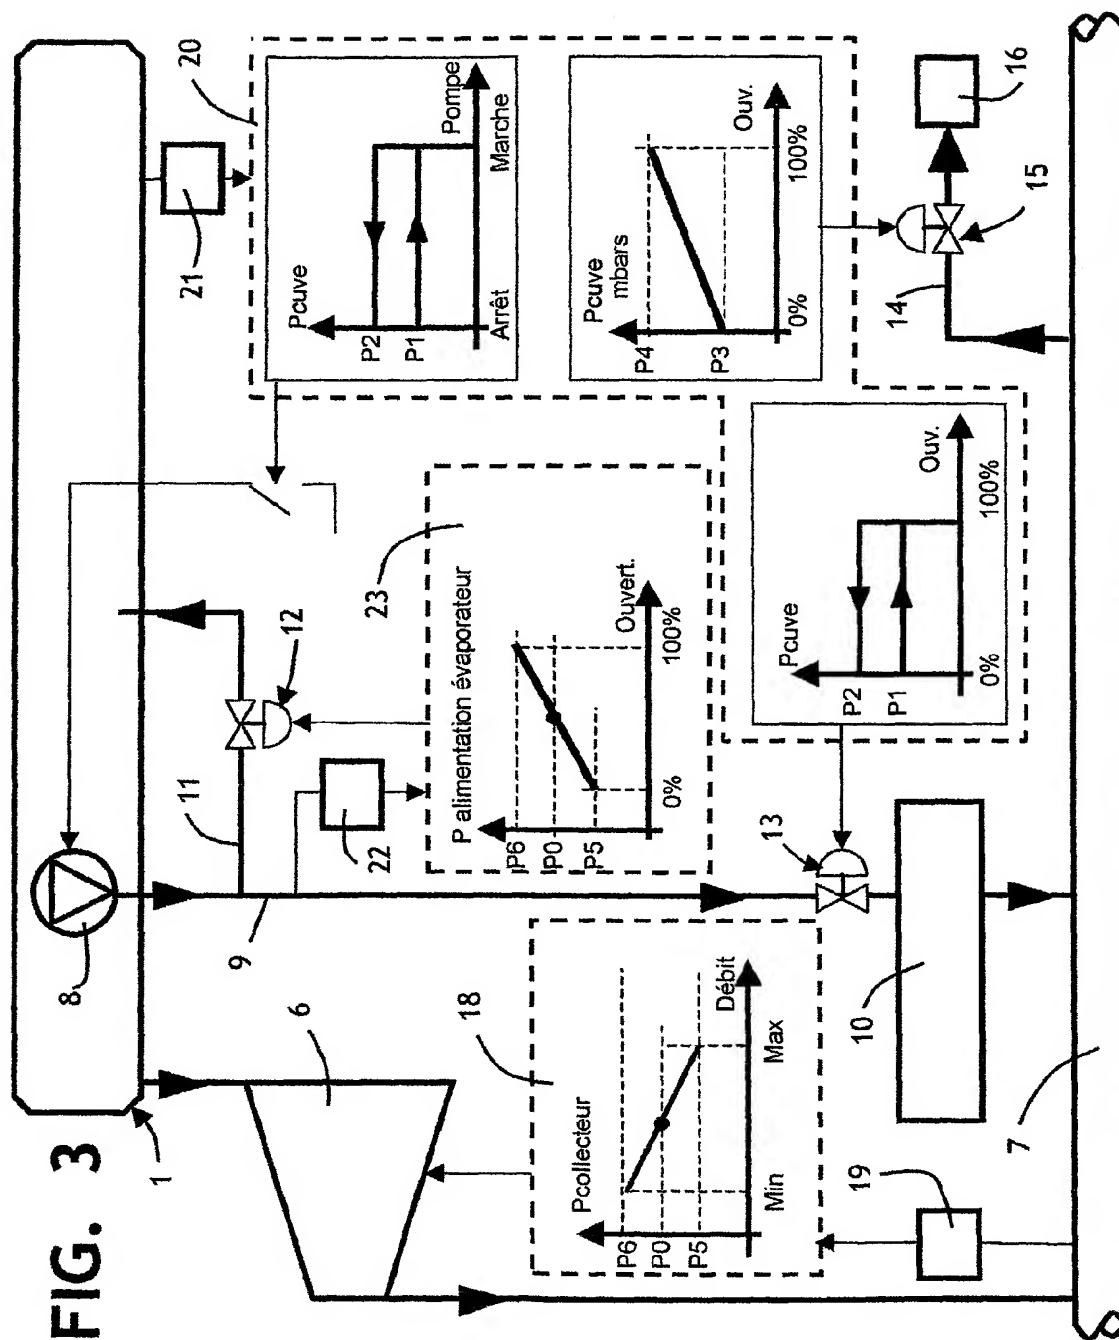 FIG. 3
1
6
8
9
11
12
22
23
P alimentation évaporateur
P6
P0
P5
0%
100%
Ouvert.
18
Pcollecteur
P6
P0
P5
Min
Max
Débit
19
7
10
13
20
21
Pcuve
P2
P1
Arrêt
Marche
Pompe
Pcuve
mbars
P4
P3
0%
100%
Ouv.
Pcuve
P2
P1
0%
100%
Ouv.
14
15
16